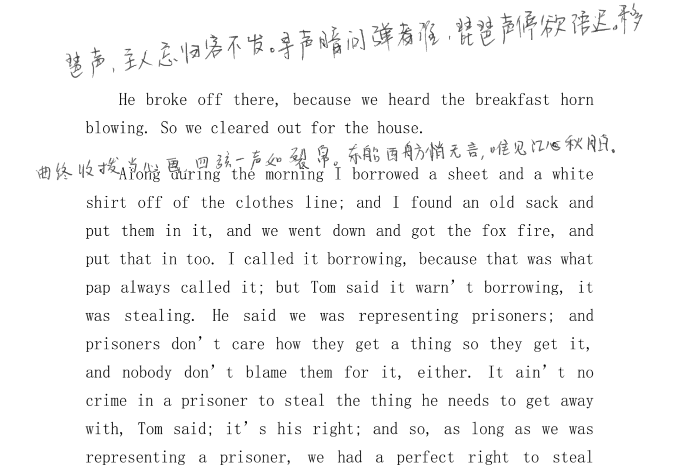 琶声，主人忘归客不发。寻声暗问弹者谁，琵琶声停欲语迟。移
He broke off there, because we heard the breakfast horn
blowing. So we cleared out for the house.
曲终收拨当心画，四弦一声如裂帛。东船西舫悄无言，唯见江心秋月
Along during the morning I borrowed a sheet and a white
shirt off of the clothes line; and I found an old sack and
put them in it, and we went down and got the fox fire, and
put that in too. I called it borrowing, because that was what
pap always called it; but Tom said it warn't borrowing, it
was stealing. He said we was representing prisoners; and
prisoners don't care how they get a thing so they get it,
and nobody don't blame them for it, either. It ain't no
crime in a prisoner to steal the thing he needs to get away
with, Tom said; it's his right; and so, as long as we was
representing a prisoner, we had a perfect right to steal